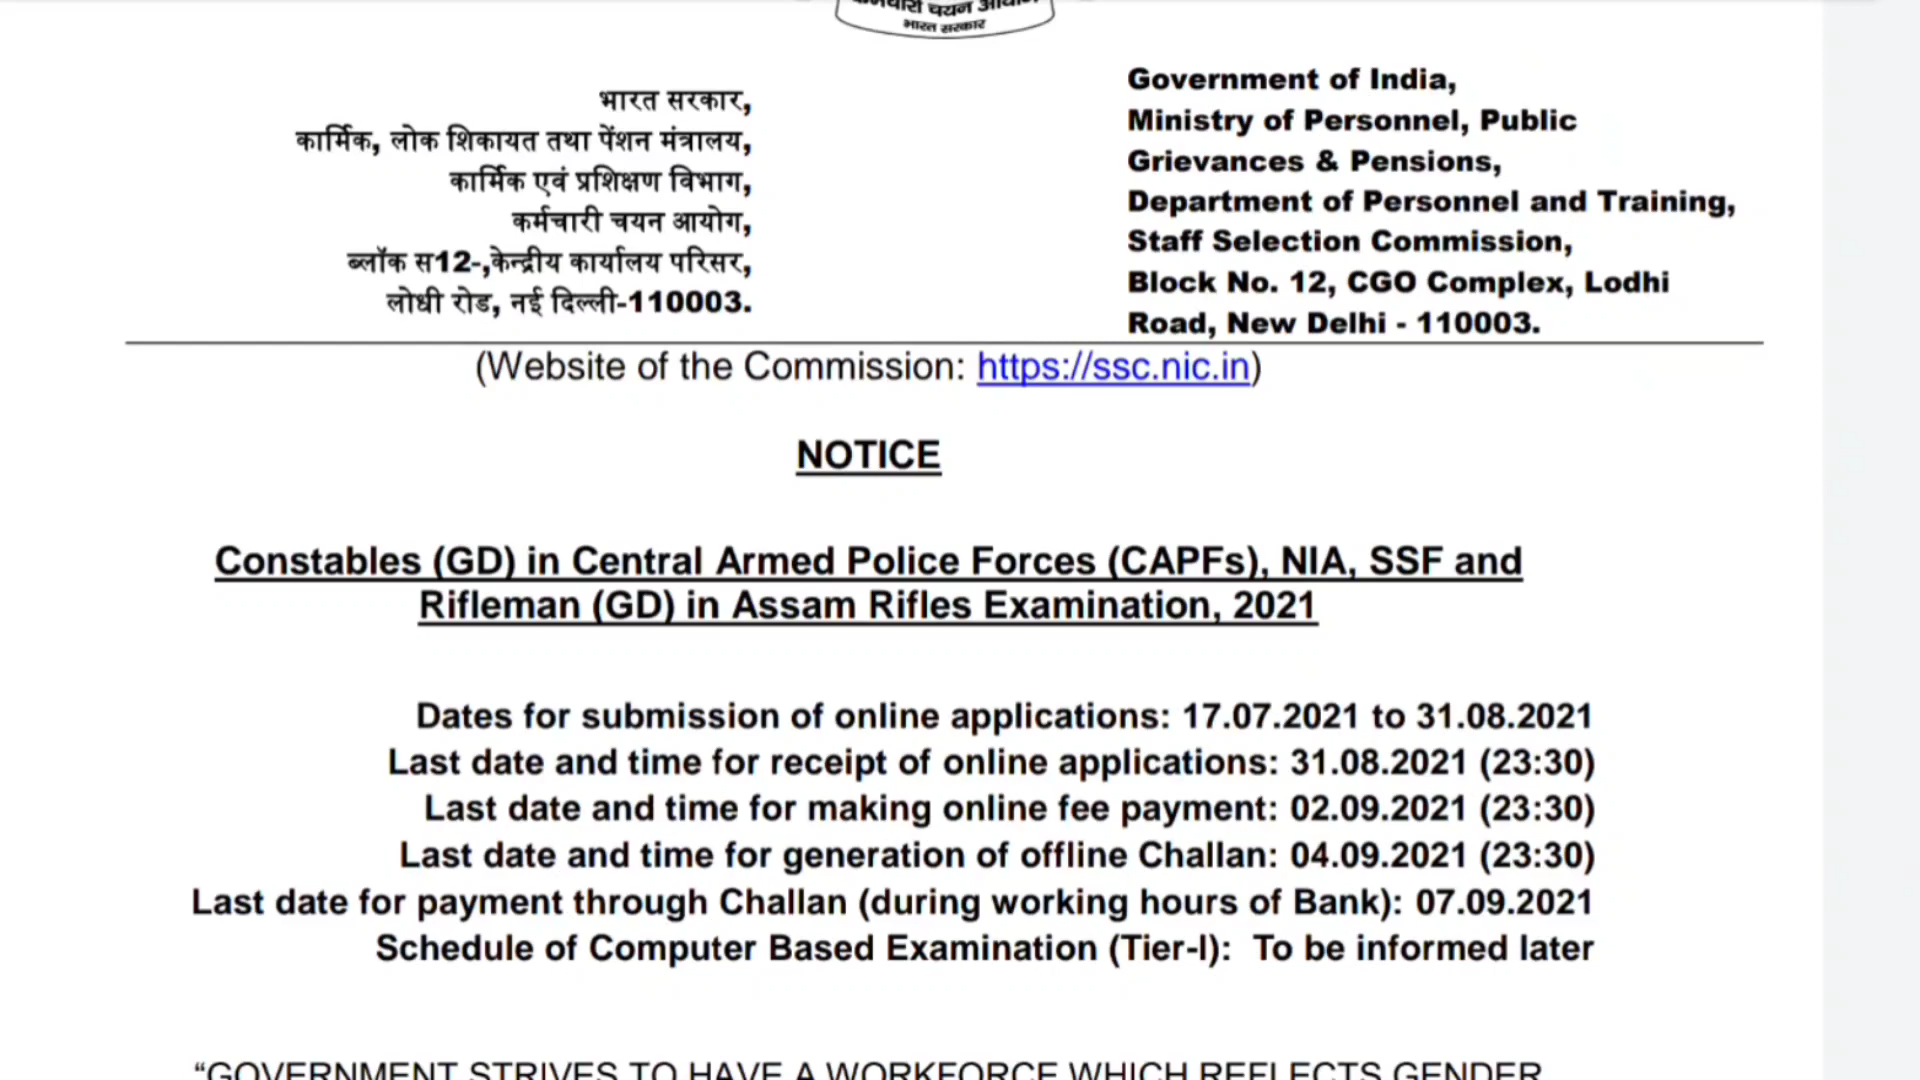 चयन
भारत सरकार
भारत सरकार,
कार्मिक, लोक शिकायत तथा पेंशन मंत्रालय,
कार्मिक एवं प्रशिक्षण विभाग,
कर्मचारी चयन आयोग,
ब्लॉक स12-,केन्द्रीय कार्यालय परिसर,
लोधी रोड, नई दिल्ली-110003.
Government of India,
Ministry of Personnel, Public
Grievances & Pensions,
Department of Personnel and Training,
Staff Selection Commission,
Block No. 12, CGO Complex, Lodhi
Road, New Delhi - 110003.
(Website of the Commission: https://ssc.nic.in)
NOTICE
Constables (GD) in Central Armed Police Forces (CAPFs), NIA, SSF and
Rifleman (GD) in Assam Rifles Examination, 2021
Dates for submission of online applications: 17.07.2021 to 31.08.2021
Last date and time for receipt of online applications: 31.08.2021 (23:30)
Last date and time for making online fee payment: 02.09.2021 (23:30)
Last date and time for generation of offline Challan: 04.09.2021 (23:30)
Last date for payment through Challan (during working hours of Bank): 07.09.2021
Schedule of Computer Based Examination (Tier-I): To be informed later
“GOVERNMENT STRIVES TO HAVE A WORKFORCE WHICH REFLECTS GENDER